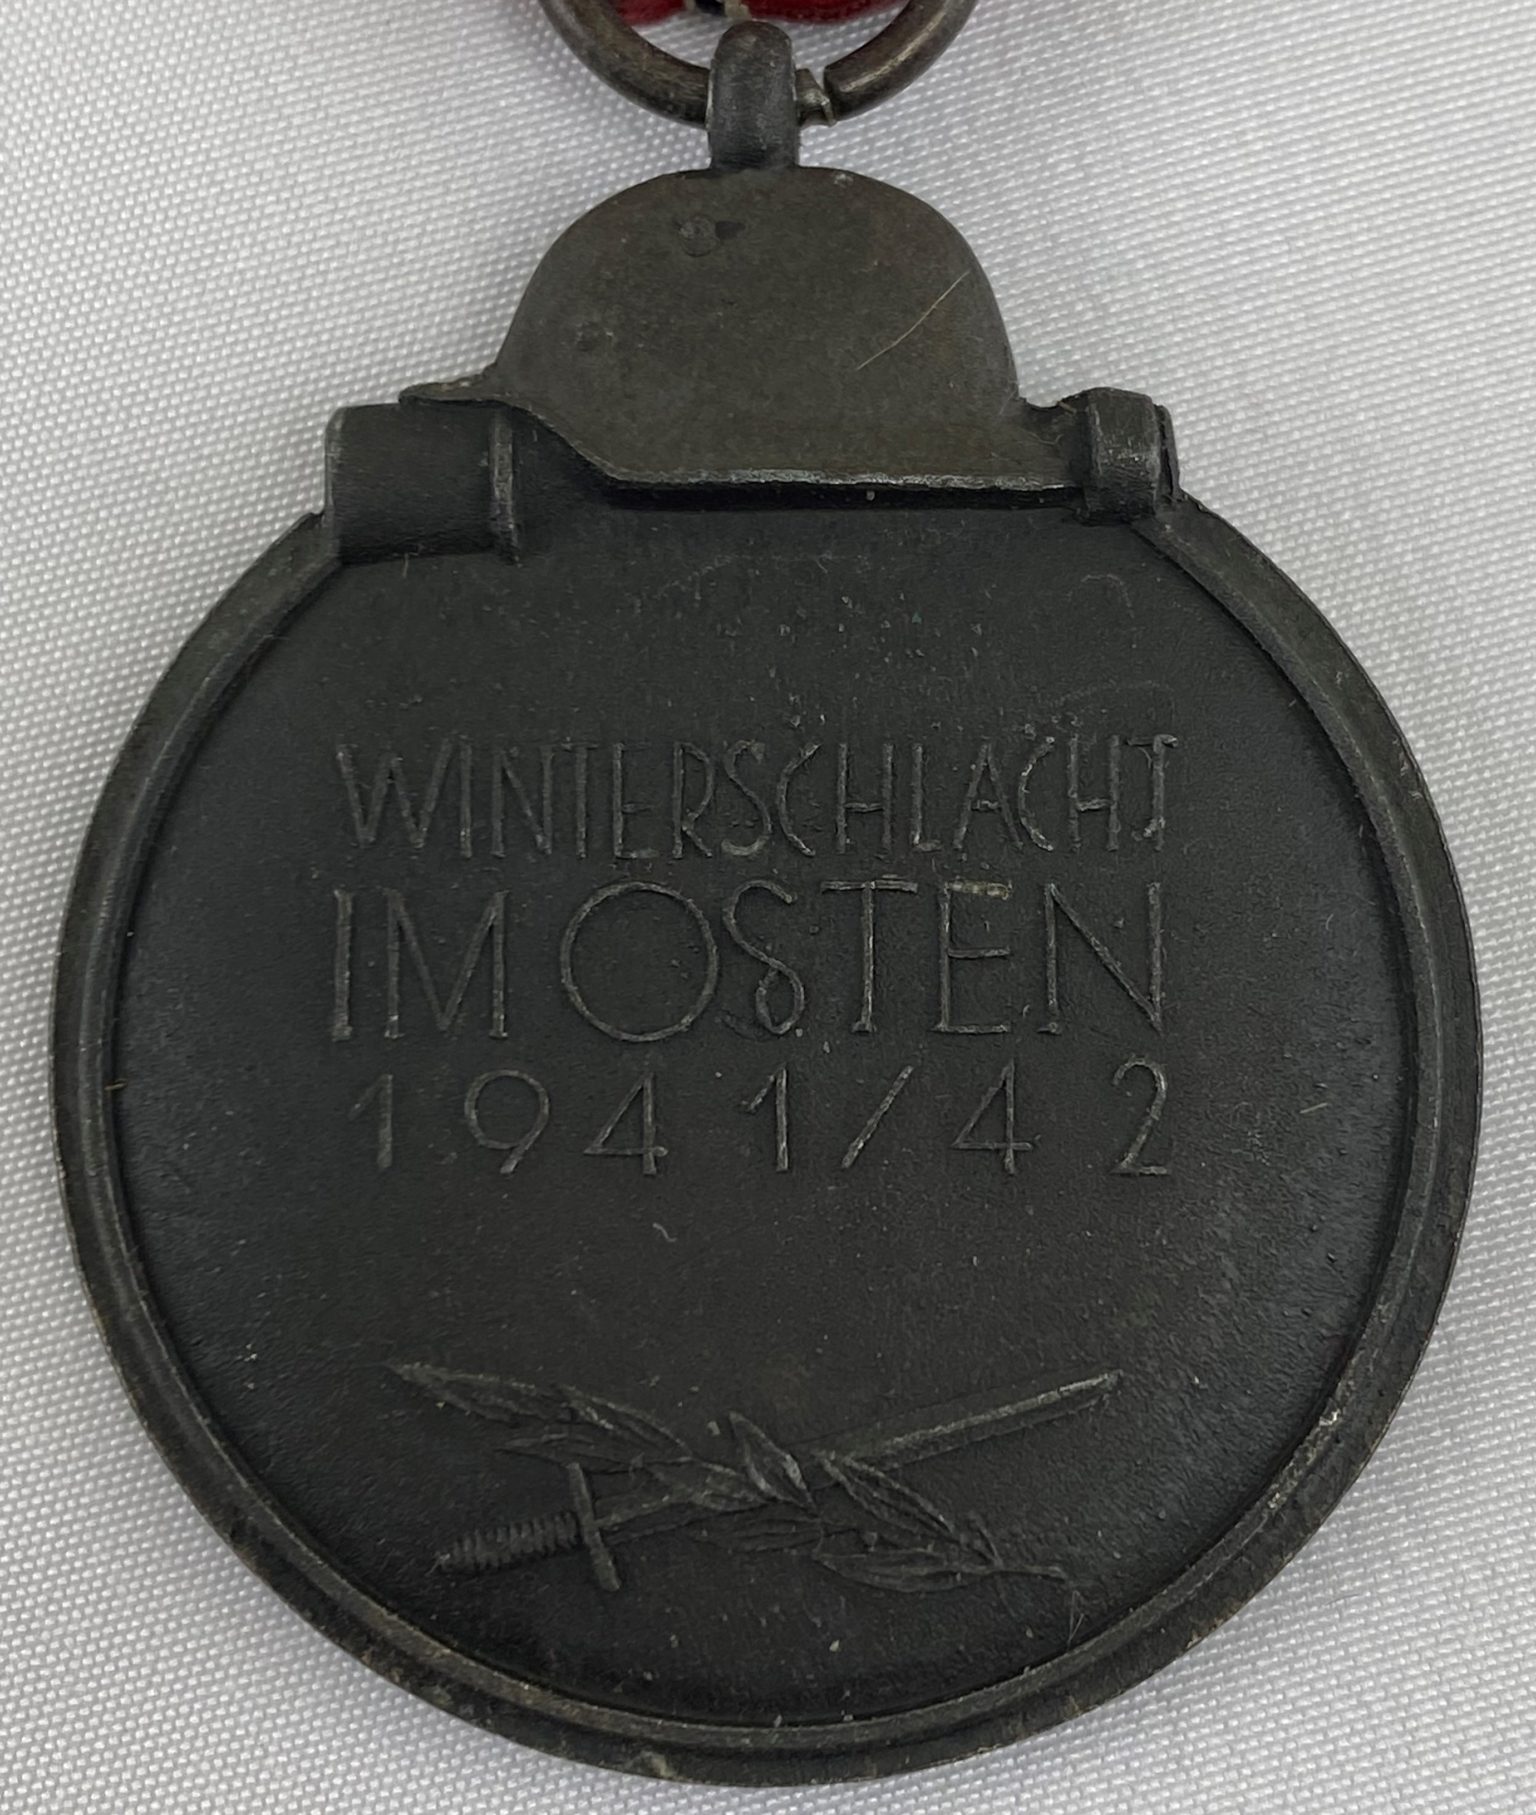 WINTERSCHLACHT
IM OSTEN
1941/42